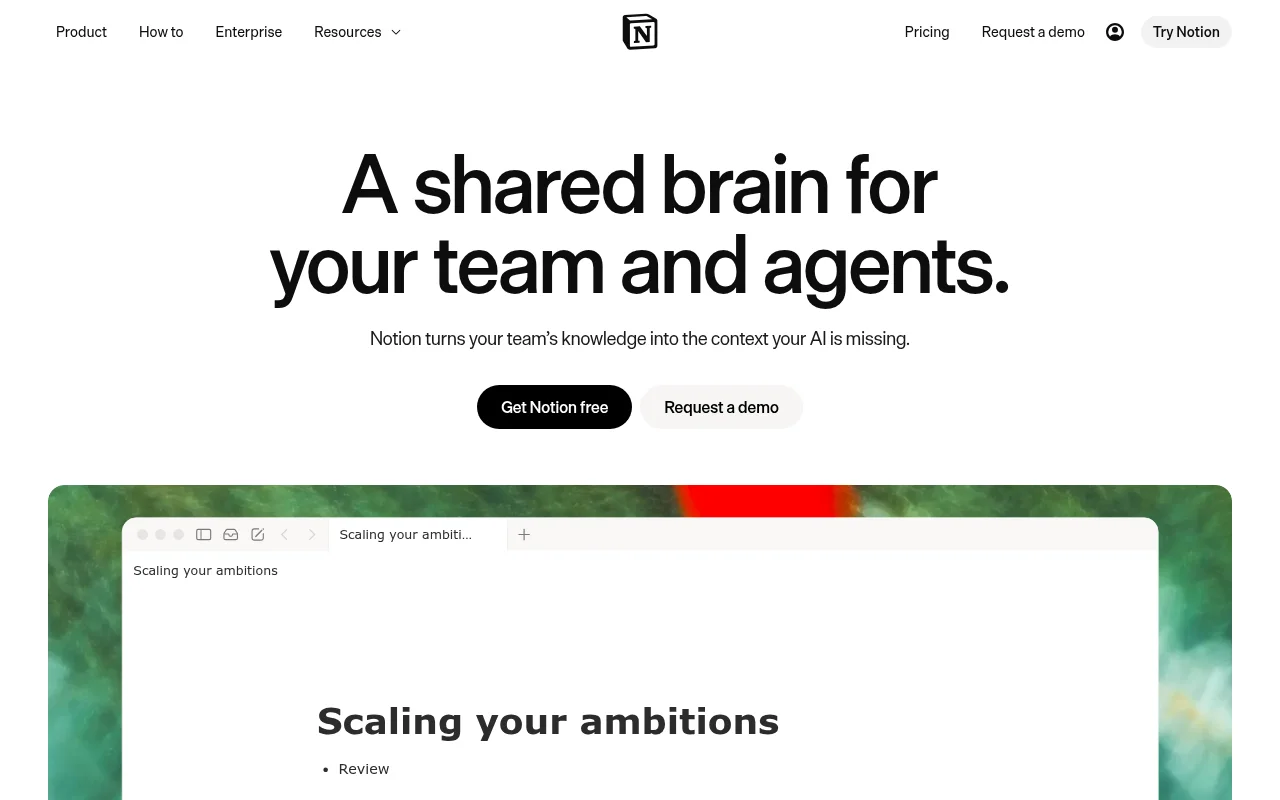 Product
How to
Enterprise
Resources
N
Pricing
Request a demo
Try Notion
A shared brain for
your team and agents.
Notion turns your team’s knowledge into the context your AI is missing.
Get Notion free
Request a demo
Scaling your ambiti...
Scaling your ambitions
Scaling your ambitions
• Review